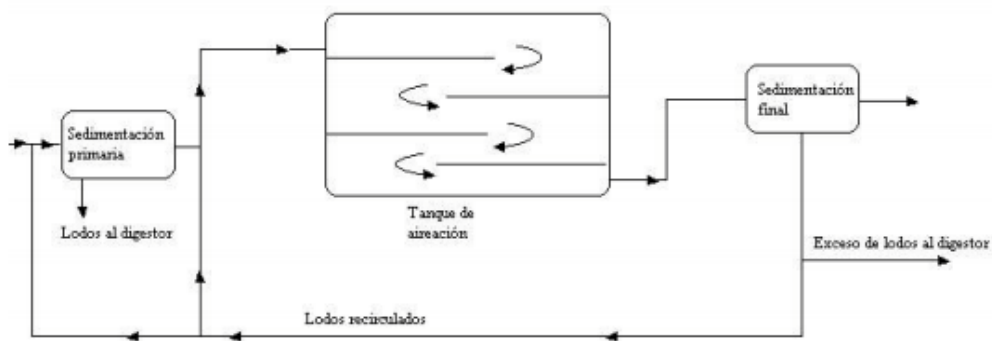 Sedimentación
primaria
Lodos al digestor
Tanque de
aireación
Sedimentación
final
Exceso de lodos al digestor
Lodos recirculados